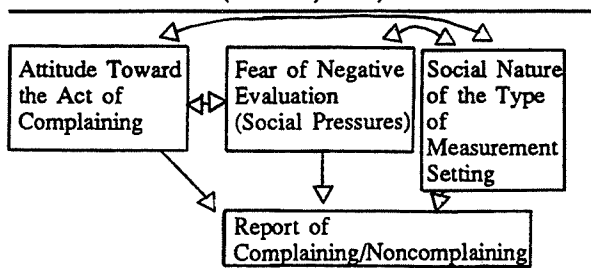 Attitude Toward
the Act of
Complaining
Fear of Negative
Evaluation
(Social Pressures)
Social Nature
of the Type
of
Measurement
Setting
Report of
Complaining/Noncomplaining